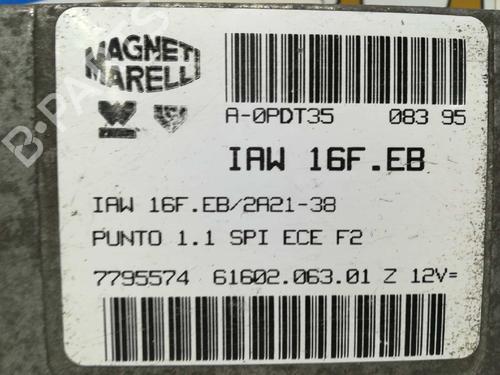 MAGNETI
MARELLI
A-0PDT35 083 95
IAW 16F.EB
IAW 16F.EB/2A21-38
PUNTO 1.1 SPI ECE F2
7795574 61602.063.01 Z 12V=